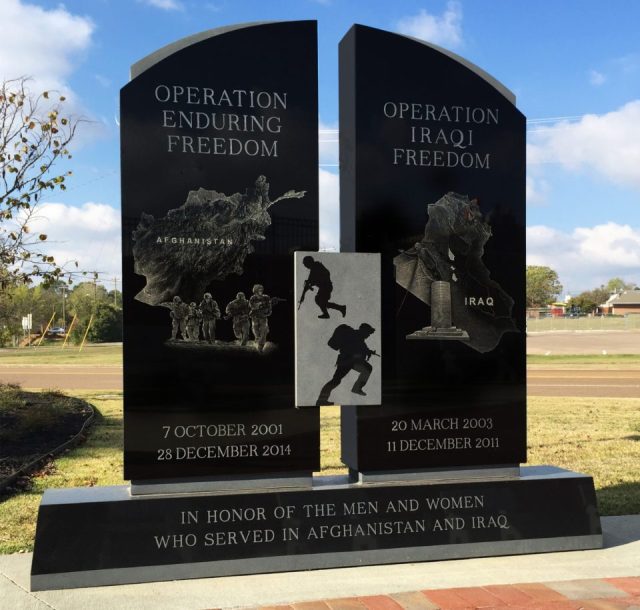 OPERATION
ENDURING
FREEDOM
AFGHANISTAN
7 OCTOBER 2001
28 DECEMBER 2014
OPERATION
IRAQI
FREEDOM
IRAQ
20 MARCH 2003
11 DECEMBER 2011
IN HONOR OF THE MEN AND WOMEN
WHO SERVED IN AFGHANISTAN AND IRAQ